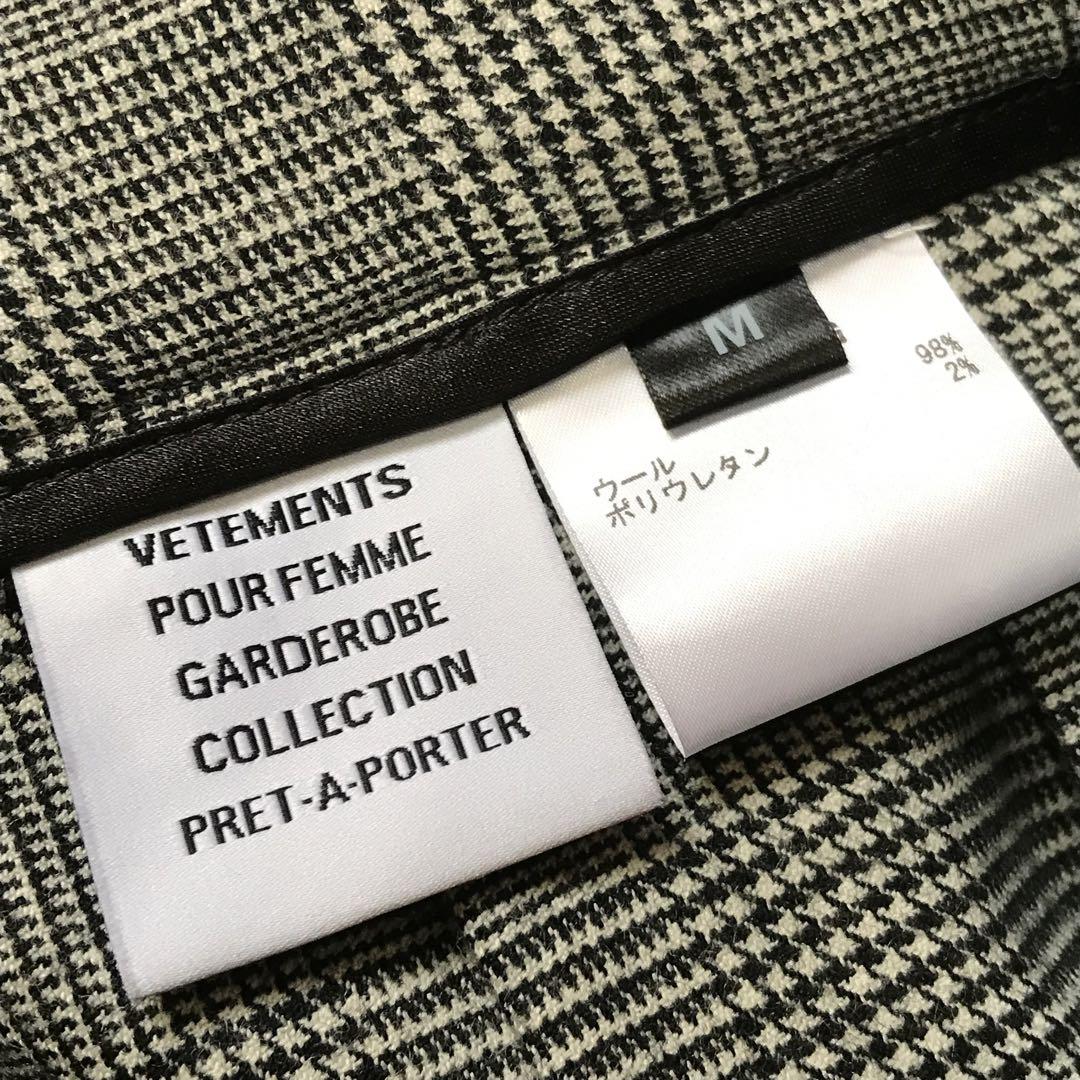 VETEMENTS
POUR FEMME
GARDEROBE
COLLECTION
PRET-A-PORTER
M
98%
2%
ウール
ポリウレタン